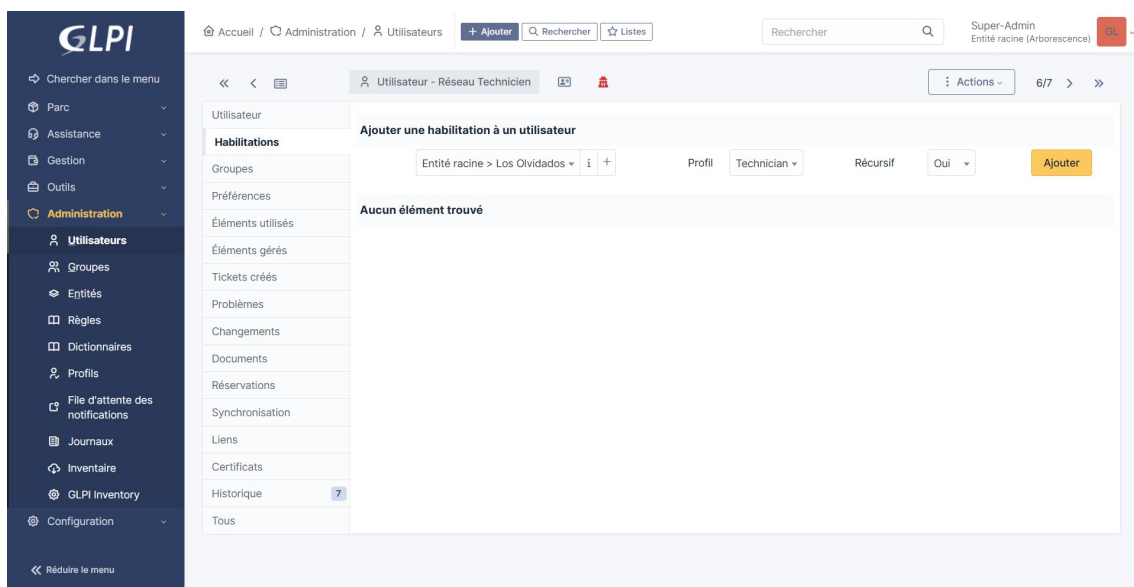 GLPI
Accueil / Administration / Utilisateurs
+ Ajouter
Rechercher
Listes
Rechercher
Super-Admin
Entité racine (Arborescence)
GL
Chercher dans le menu
Parc
Assistance
Gestion
Outils
Administration
Utilisateurs
Groupes
Entités
Règles
Dictionnaires
Profils
File d'attente des
notifications
Journaux
Inventaire
GLPI Inventory
Configuration
Réduire le menu
Utilisateur - Réseau Technicien
Actions
6/7
Utilisateur
Habilitations
Groupes
Préférences
Éléments utilisés
Éléments gérés
Tickets créés
Problèmes
Changements
Documents
Réservations
Synchronisation
Liens
Certificats
Historique 7
Tous
Ajouter une habilitation à un utilisateur
Entité racine > Los Olvidados i + Profil Technician Récursif Oui Ajouter
Aucun élément trouvé